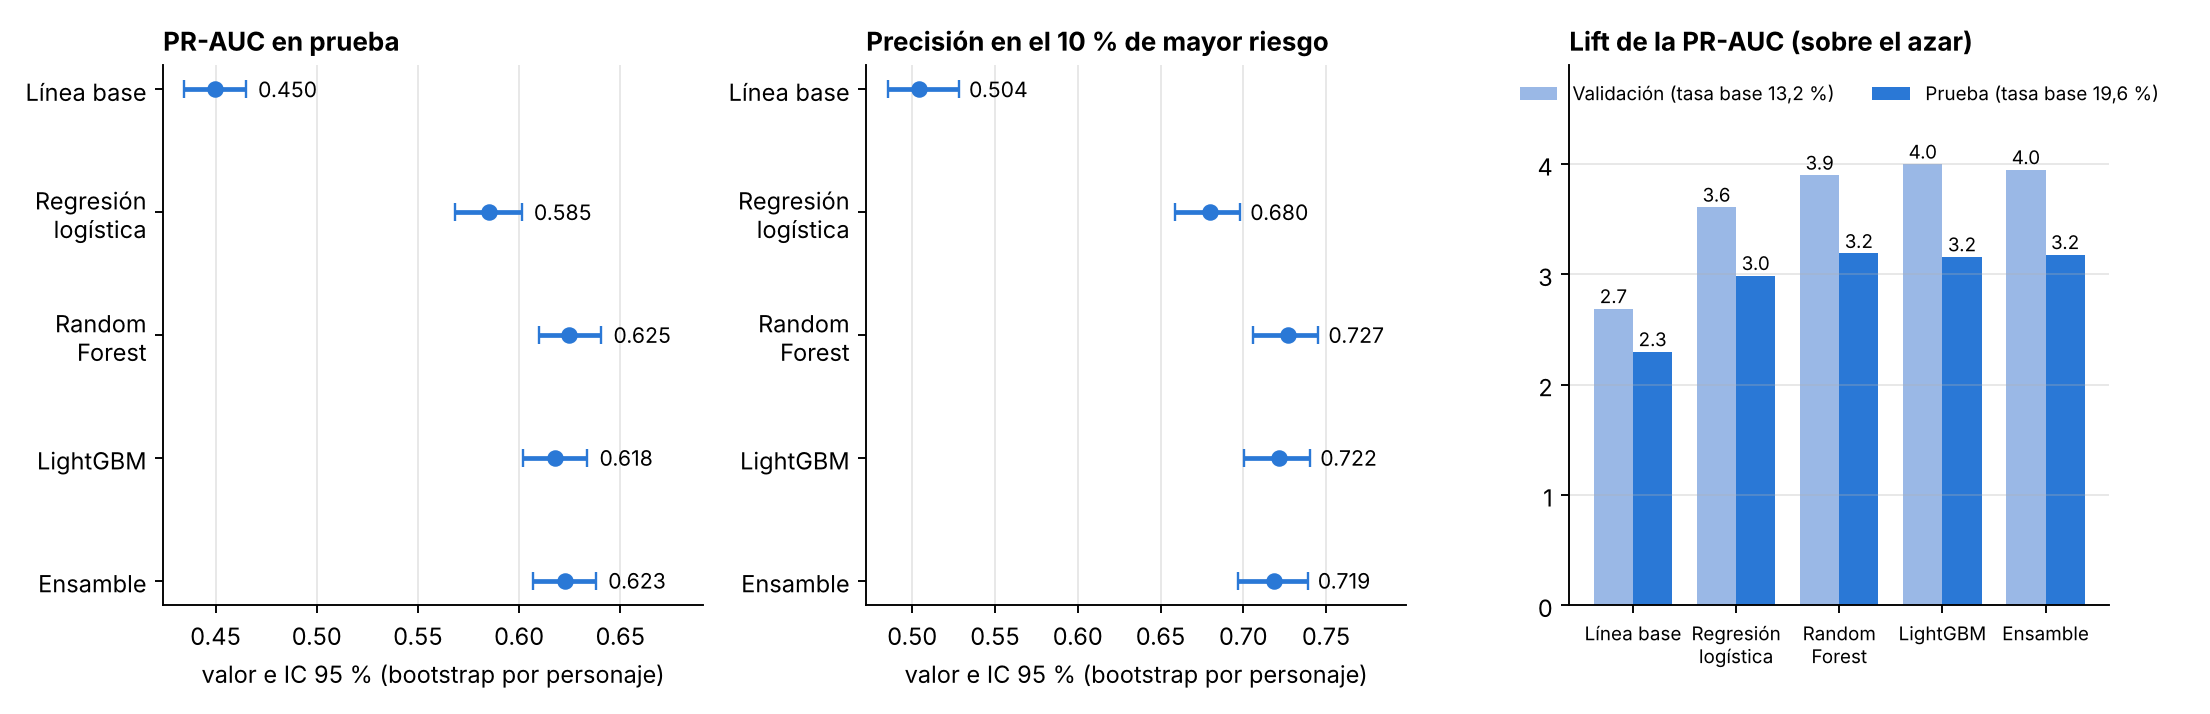 PR-AUC en prueba
Línea base
0.450
Regresión
logística
0.585
Random
Forest
0.625
LightGBM
0.618
Ensamble
0.623
0.45 0.50 0.55 0.60 0.65
valor e IC 95 % (bootstrap por personaje)
Precisión en el 10 % de mayor riesgo
Línea base
0.504
Regresión
logística
0.680
Random
Forest
0.727
LightGBM
0.722
Ensamble
0.719
0.50 0.55 0.60 0.65 0.70 0.75
valor e IC 95 % (bootstrap por personaje)
Lift de la PR-AUC (sobre el azar)
Validación (tasa base 13,2 %) Prueba (tasa base 19,6 %)
4
3
2
1
0
2.7 2.3 3.6 3.0 3.9 3.2 4.0 3.2 4.0 3.2
Línea base
Regresión
logística
Random
Forest
LightGBM
Ensamble